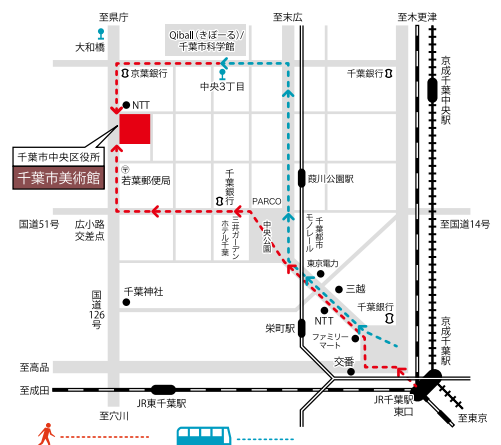 至県庁
至末広
至木更津
大和橋
Qiball（きぼーる）/
千葉市科学館
京葉銀行
中央3丁目
千葉銀行
京成千葉中央駅
NTT
千葉市中央区役所
千葉市美術館
若葉郵便局
千葉銀行
葭川公園駅
PARCO
国道51号
広小路
交差点
三井ガーデン
ホテル千葉
中央公園
千葉都市
モノレール
至国道14号
東京電力
三越
千葉神社
国道126号
NTT
千葉銀行
栄町駅
ファミリー
マート
京成千葉駅
交番
至高品
至成田
JR東千葉駅
JR千葉駅
東口
至穴川
至東京